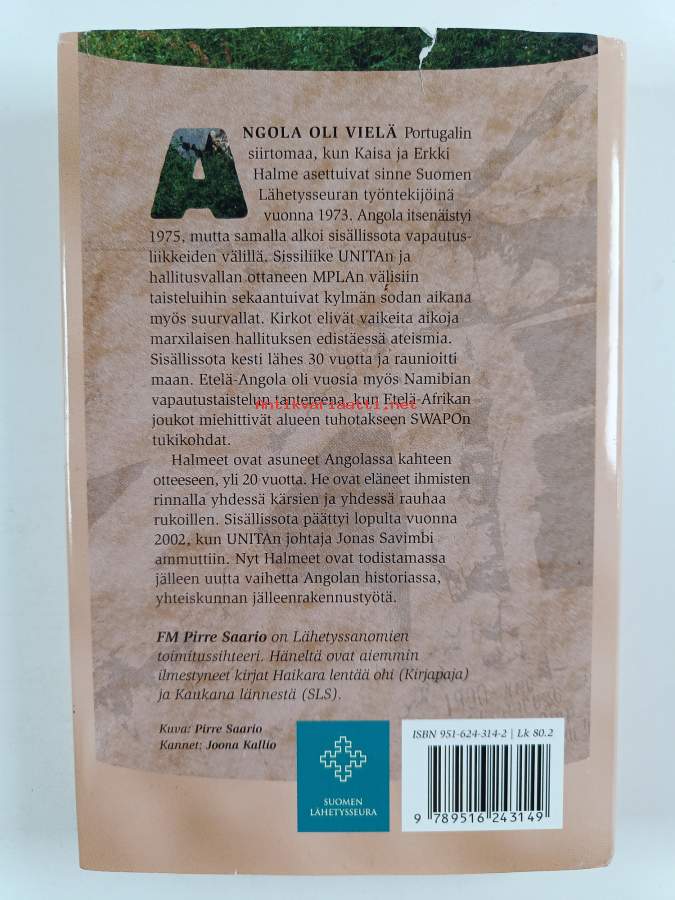 ANGOLA OLI VIELÄ Portugalin
siirtomaa, kun Kaisa ja Erkki
Halme asettuivat sinne Suomen
Lähetysseuran työntekijöinä
vuonna 1973. Angola itsenäistyi
1975, mutta samalla alkoi sisällissota vapautus-
liikkeiden välillä. Sissiliike UNITAn ja
hallitusvallan ottaneen MPLAn välisiin
taisteluihin sekaantuivat kylmän sodan aikana
myös suurvallat. Kirkot elivät vaikeita aikoja
marxilaisen hallituksen edistäessä ateismia.
Sisällissota kesti lähes 30 vuotta ja raunioitti
maan. Etelä-Angola oli vuosia myös Namibian
vapautustaistelun tantereena, kun Etelä-Afrikan
Antikvariaatti.net
joukot miehittivät alueen tuhotakseen SWAPOn
tukikohdat.
Halmeet ovat asuneet Angolassa kahteen
otteeseen, yli 20 vuotta. He ovat eläneet ihmisten
rinnalla yhdessä kärsien ja yhdessä rauhaa
rukoillen. Sisällissota päättyi lopulta vuonna
2002, kun UNITAn johtaja Jonas Savimbi
ammuttiin. Nyt Halmeet ovat todistamassa
jälleen uutta vaihetta Angolan historiassa,
yhteiskunnan jälleenrakennustyötä.
FM Pirre Saario on Lähetyssanomien
toimitussihteeri. Häneltä ovat aiemmin
ilmestyneet kirjat Haikara lentää ohi (Kirjapaja)
ja Kaukana lännestä (SLS).
Kuva: Pirre Saario
Kannet: Joona Kallio
SUOMEN
LÄHETYSSEURA
ISBN 951-624-314-2 | Lk 80.2
9 789516 243149